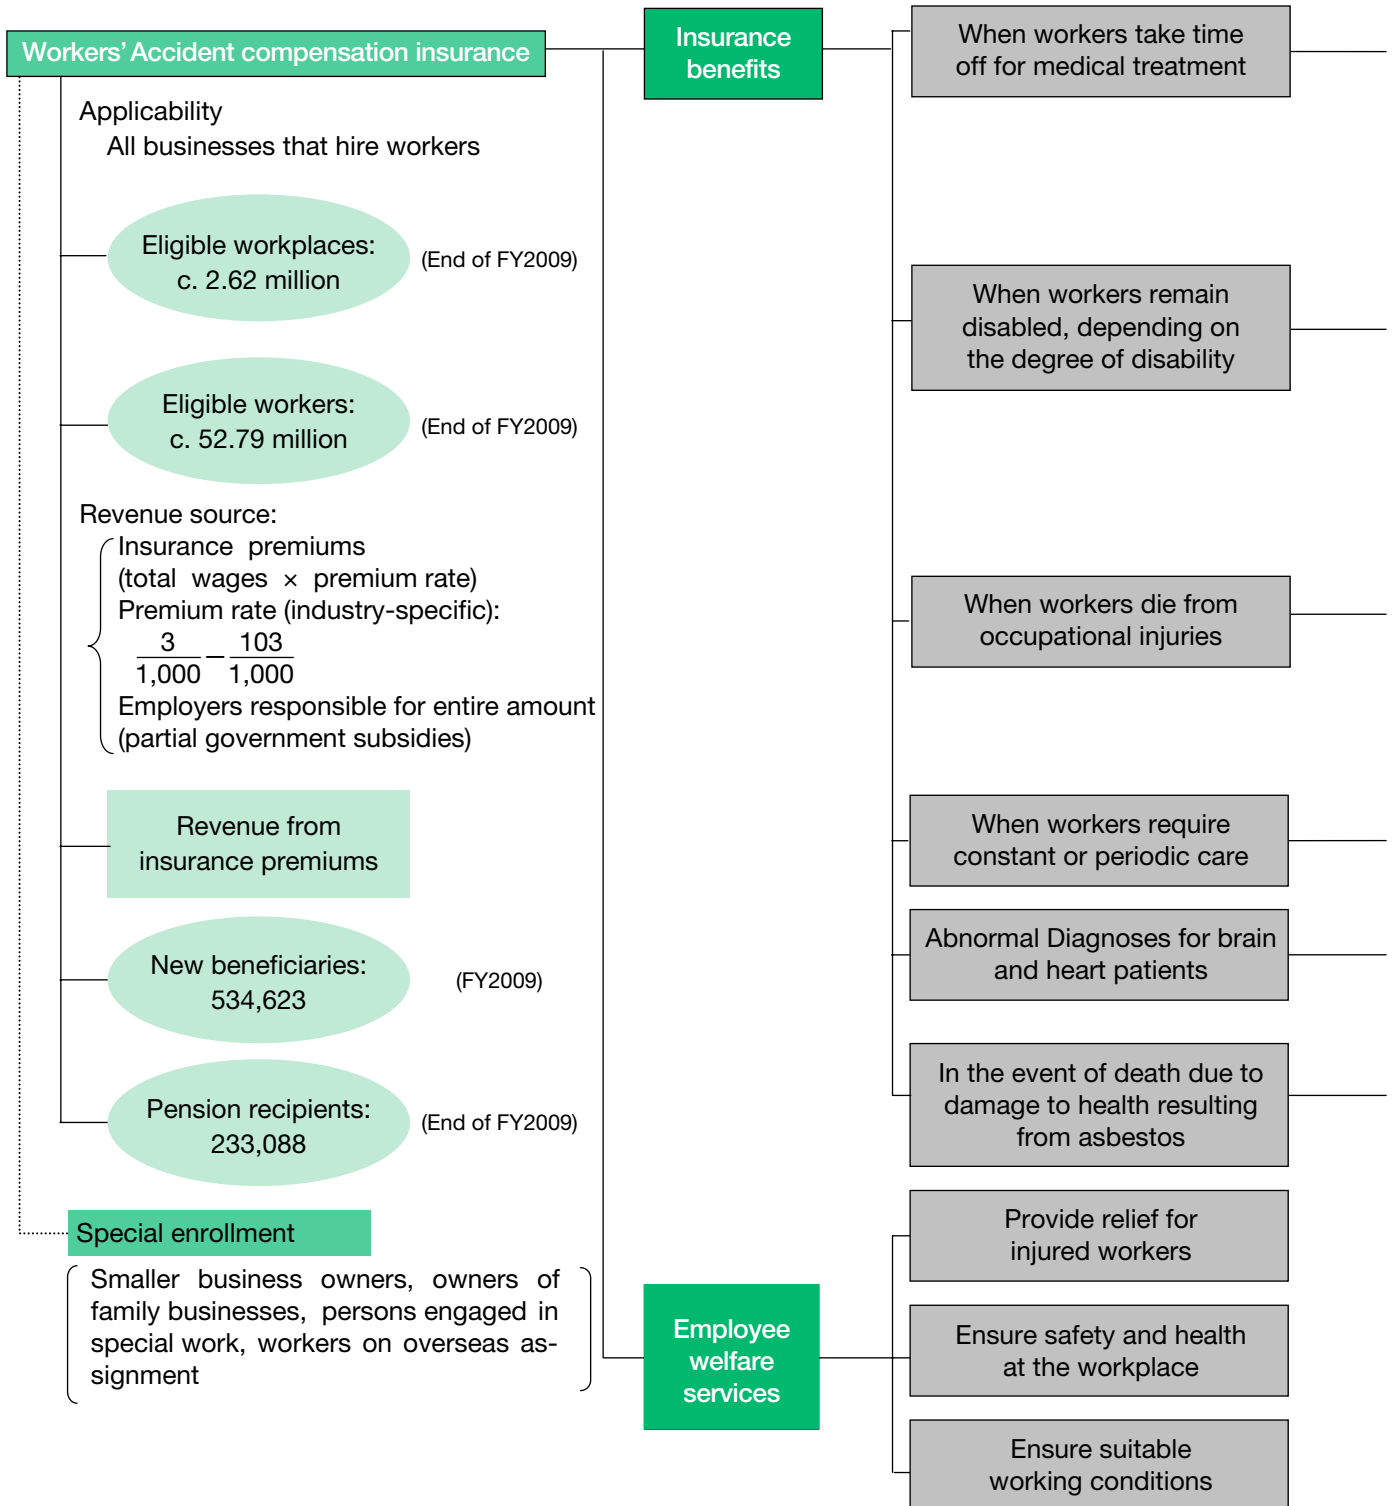 Workers' Accident compensation insurance
Applicability
All businesses that hire workers
Eligible workplaces:
c. 2.62 million
(End of FY2009)
Eligible workers:
c. 52.79 million
(End of FY2009)
Revenue source:
Insurance premiums
(total wages × premium rate)
Premium rate (industry-specific):
3/1,000 – 103/1,000
Employers responsible for entire amount
(partial government subsidies)
Revenue from
insurance premiums
New beneficiaries:
534,623
(FY2009)
Pension recipients:
233,088
(End of FY2009)
Special enrollment
Smaller business owners, owners of
family businesses, persons engaged in
special work, workers on overseas as-
signment
Insurance
benefits
When workers take time
off for medical treatment
When workers remain
disabled, depending on
the degree of disability
When workers die from
occupational injuries
When workers require
constant or periodic care
Abnormal Diagnoses for brain
and heart patients
In the event of death due to
damage to health resulting
from asbestos
Employee
welfare
services
Provide relief for
injured workers
Ensure safety and health
at the workplace
Ensure suitable
working conditions